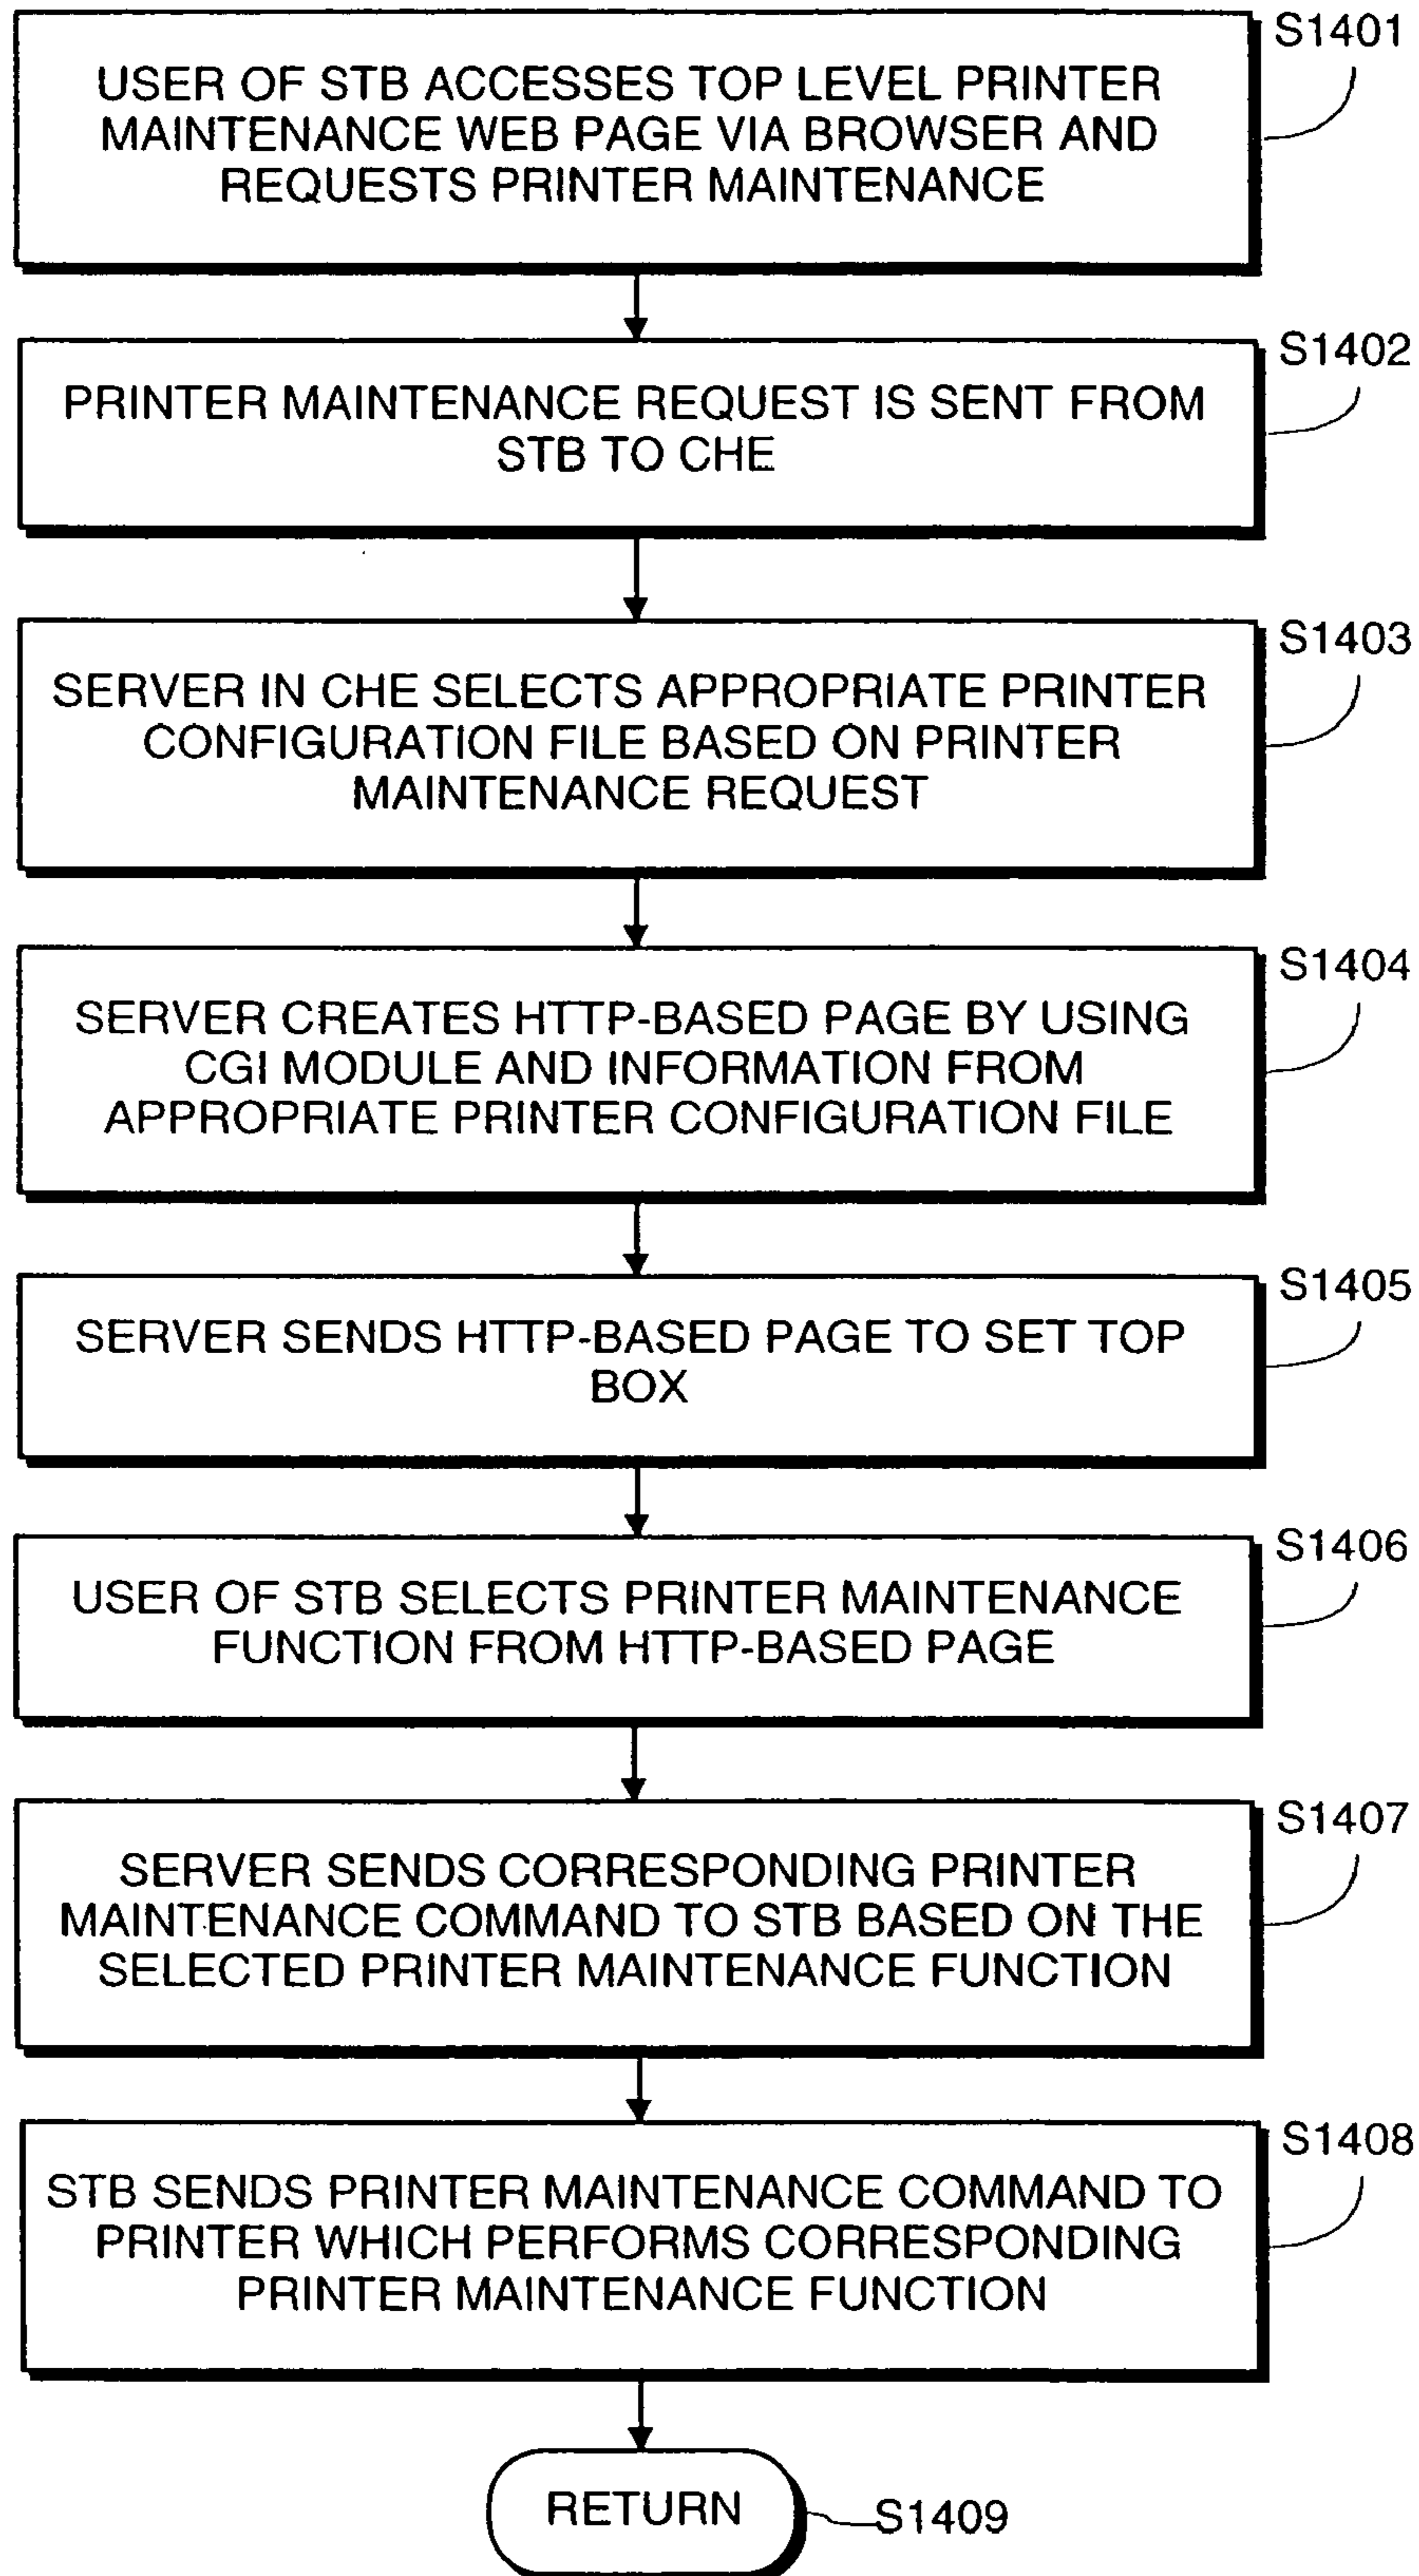 S1401
USER OF STB ACCESSES TOP LEVEL PRINTER
MAINTENANCE WEB PAGE VIA BROWSER AND
REQUESTS PRINTER MAINTENANCE
S1402
PRINTER MAINTENANCE REQUEST IS SENT FROM
STB TO CHE
S1403
SERVER IN CHE SELECTS APPROPRIATE PRINTER
CONFIGURATION FILE BASED ON PRINTER
MAINTENANCE REQUEST
S1404
SERVER CREATES HTTP-BASED PAGE BY USING
CGI MODULE AND INFORMATION FROM
APPROPRIATE PRINTER CONFIGURATION FILE
S1405
SERVER SENDS HTTP-BASED PAGE TO SET TOP
BOX
S1406
USER OF STB SELECTS PRINTER MAINTENANCE
FUNCTION FROM HTTP-BASED PAGE
S1407
SERVER SENDS CORRESPONDING PRINTER
MAINTENANCE COMMAND TO STB BASED ON THE
SELECTED PRINTER MAINTENANCE FUNCTION
S1408
STB SENDS PRINTER MAINTENANCE COMMAND TO
PRINTER WHICH PERFORMS CORRESPONDING
PRINTER MAINTENANCE FUNCTION
RETURN
S1409